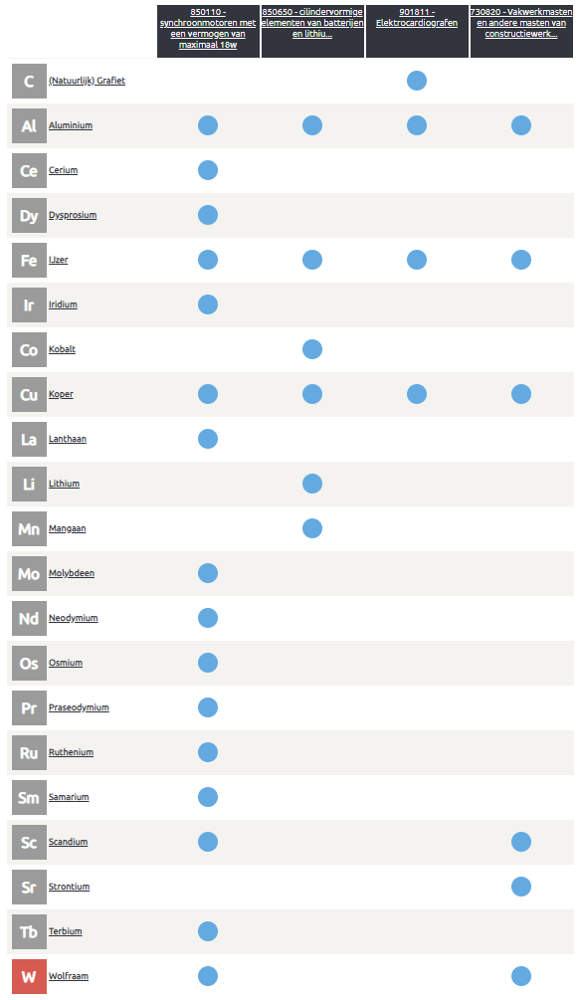 850110 -
synchroonmotoren met
een vermogen van
maximaal 18w
850650 - cilindervormige
elementen van batterijen
en lithiu...
901811 -
Elektrocardiografen
730820 - Vakwerkmasten
en andere masten van
constructiewerk...
C (Natuurlijk) Grafiet
Al Aluminium
Ce Cerium
Dy Dysprosium
Fe IJzer
Ir Iridium
Co Kobalt
Cu Koper
La Lanthaan
Li Lithium
Mn Mangaan
Mo Molybdeen
Nd Neodymium
Os Osmium
Pr Praseodymium
Ru Ruthenium
Sm Samarium
Sc Scandium
Sr Strontium
Tb Terbium
W Wolfraam